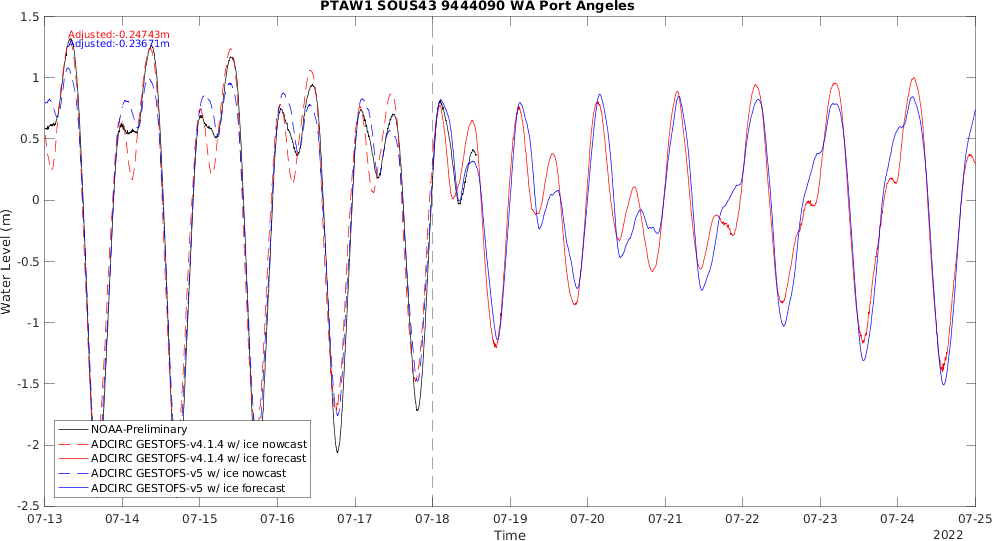 PTAW1 SOUS43 9444090 WA Port Angeles
1.5
Adjusted:-0.24743m
Adjusted:-0.23671m
1
0.5
0
-0.5
-1
-1.5
-2
-2.5
Water Level (m)
NOAA-Preliminary
ADCIRC GESTOFS-v4.1.4 w/ ice nowcast
ADCIRC GESTOFS-v4.1.4 w/ ice forecast
ADCIRC GESTOFS-v5 w/ ice nowcast
ADCIRC GESTOFS-v5 w/ ice forecast
07-13 07-14 07-15 07-16 07-17 07-18 07-19 07-20 07-21 07-22 07-23 07-24 07-25
Time
2022